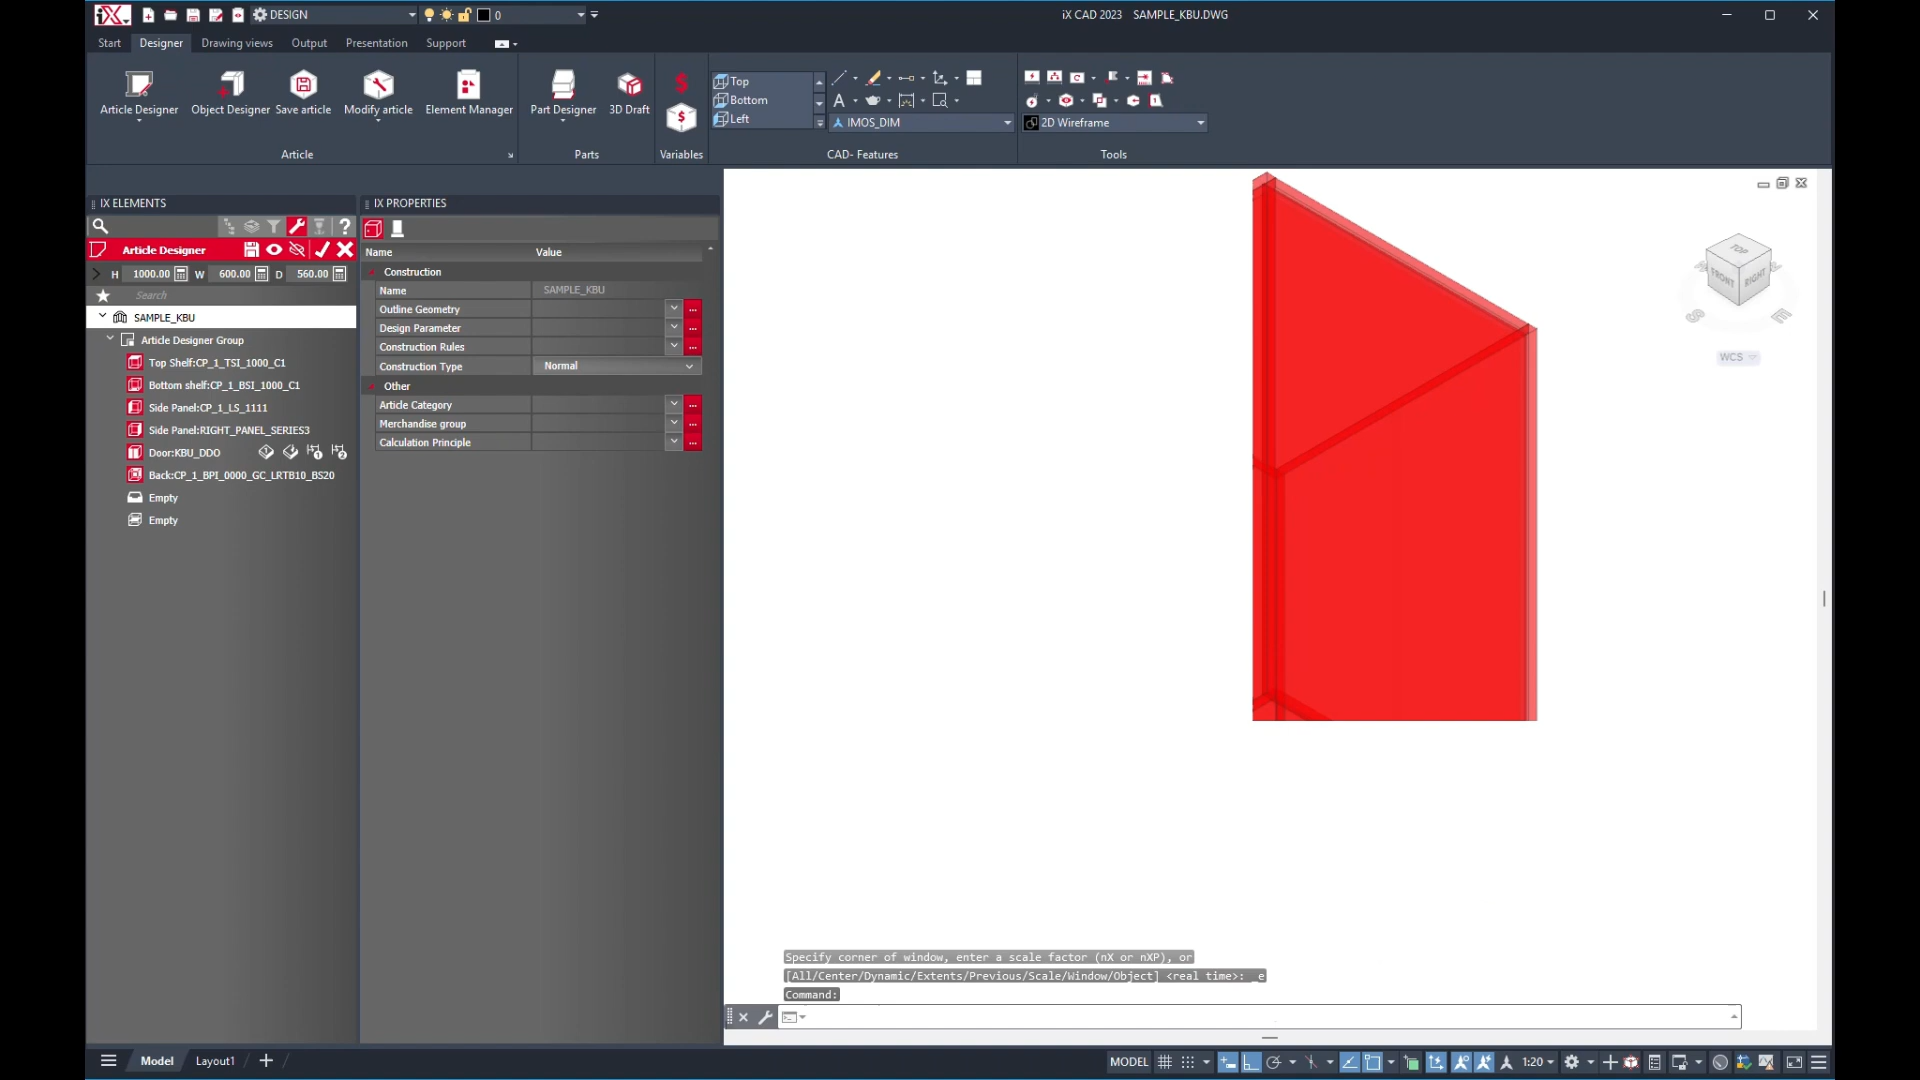 iX DESIGN 0 iX CAD 2023 SAMPLE_KBU.DWG
Start Designer Drawing views Output Presentation Support
Article Designer Object Designer Save article Modify article Element Manager Part Designer 3D Draft
Top
Bottom
Left
A IMOS_DIM 2D Wireframe
Article Parts Variables CAD- Features Tools
IX ELEMENTS IX PROPERTIES
Article Designer
H 1000.00 W 600.00 D 560.00
Search
SAMPLE_KBU
Article Designer Group
Top Shelf:CP_1_TSI_1000_C1
Bottom shelf:CP_1_BSI_1000_C1
Side Panel:CP_1_LS_1111
Side Panel:RIGHT_PANEL_SERIES3
Door:KBU_DDO
Back:CP_1_BPI_0000_GC_LRTB10_BS20
Empty
Empty
Name Value
Construction
Name SAMPLE_KBU
Outline Geometry
Design Parameter
Construction Rules
Construction Type Normal
Other
Article Category
Merchandise group
Calculation Principle
TOP
FRONT RIGHT
S E
WCS
Specify corner of window, enter a scale factor (nX or nXP), or
[All/Center/Dynamic/Extents/Previous/Scale/Window/Object] <real time>: _e
Command:
Model Layout1 MODEL 1:20